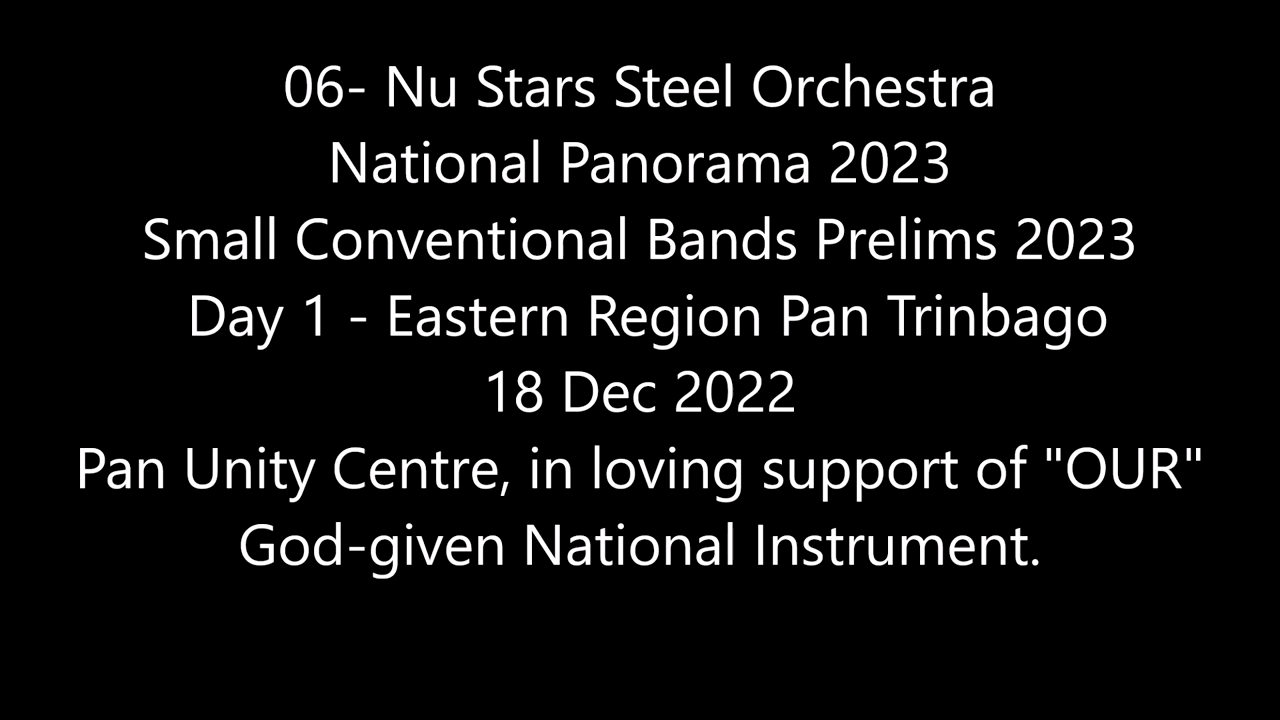 06- Nu Stars Steel Orchestra
National Panorama 2023
Small Conventional Bands Prelims 2023
Day 1 - Eastern Region Pan Trinbago
18 Dec 2022
Pan Unity Centre, in loving support of "OUR"
God-given National Instrument.